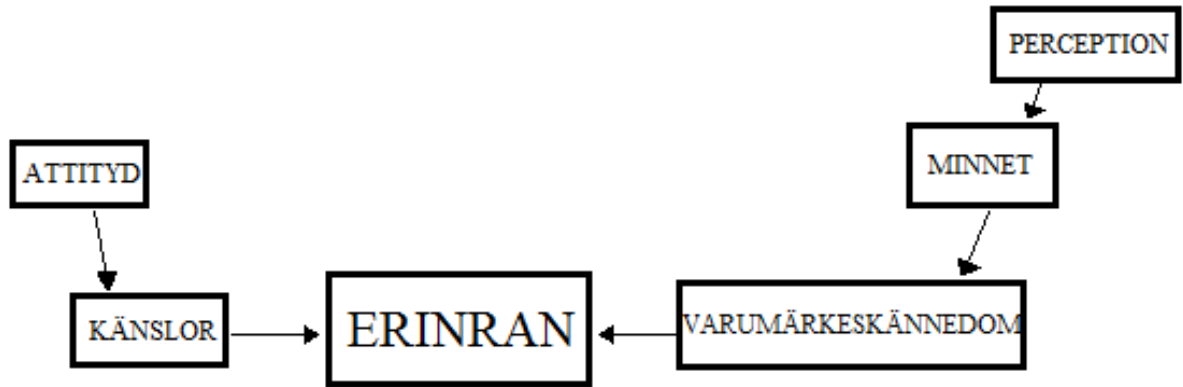 PERCEPTION
MINNET
ATTITYD
KÄNSLOR
ERINRAN
VARUMÄRKESKÄNNEDOM